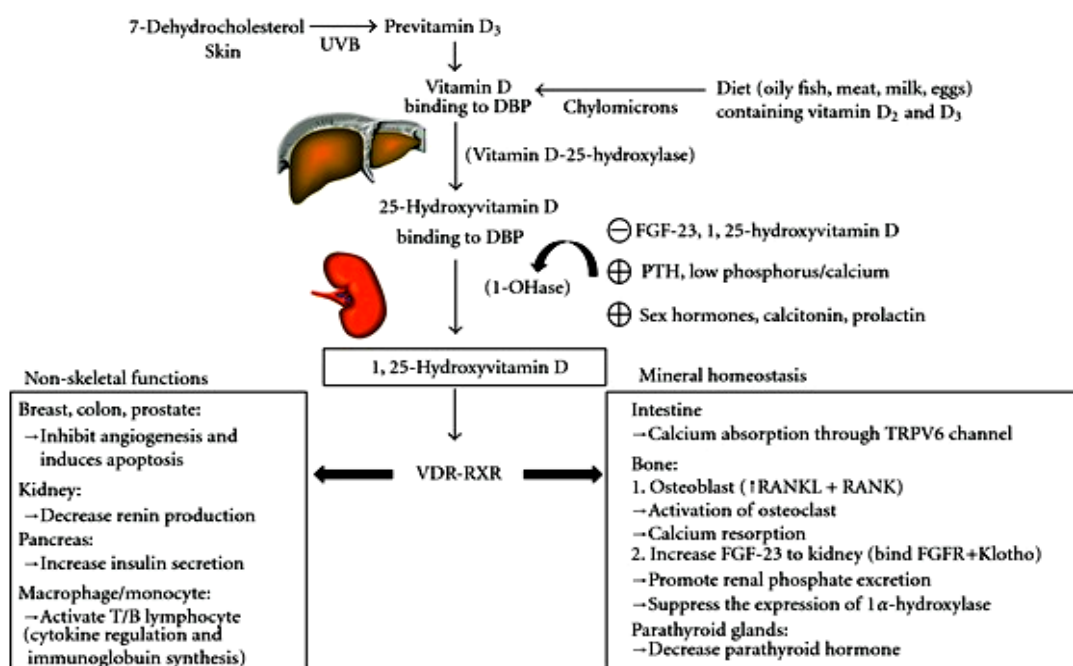 7-Dehydrocholesterol
Skin
UVB
Previtamin D₃
Vitamin D
binding to DBP
Chylomicrons
Diet (oily fish, meat, milk, eggs)
containing vitamin D₂ and D₃
(Vitamin D-25-hydroxylase)
25-Hydroxyvitamin D
binding to DBP
(1-OHase)
⊖ FGF-23, 1, 25-hydroxyvitamin D
⊕ PTH, low phosphorus/calcium
⊕ Sex hormones, calcitonin, prolactin
1, 25-Hydroxyvitamin D
VDR-RXR
Non-skeletal functions
Breast, colon, prostate:
→Inhibit angiogenesis and
induces apoptosis
Kidney:
→Decrease renin production
Pancreas:
→Increase insulin secretion
Macrophage/monocyte:
→Activate T/B lymphocyte
(cytokine regulation and
immunoglobuin synthesis)
Mineral homeostasis
Intestine
→Calcium absorption through TRPV6 channel
Bone:
1. Osteoblast (↑RANKL + RANK)
→Activation of osteoclast
→Calcium resorption
2. Increase FGF-23 to kidney (bind FGFR+Klotho)
→Promote renal phosphate excretion
→Suppress the expression of 1α-hydroxylase
Parathyroid glands:
→Decrease parathyroid hormone